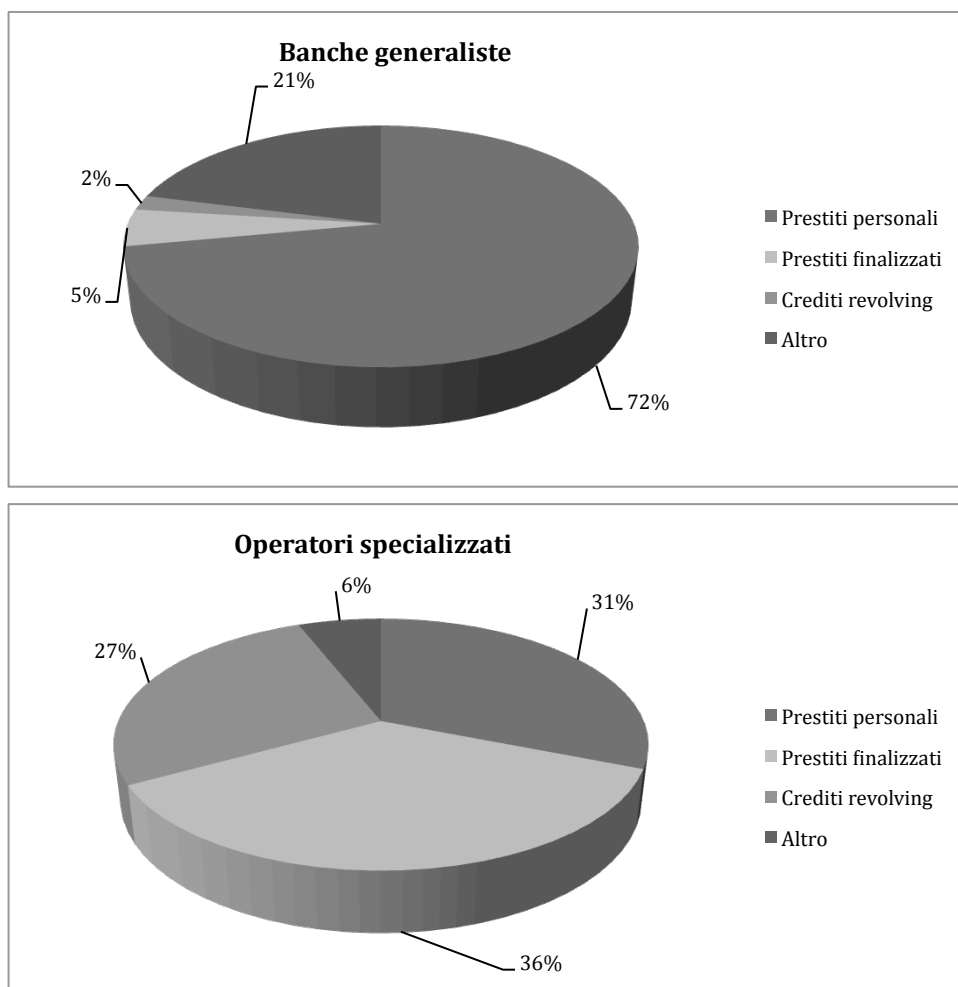 Banche generaliste
21%
2%
5%
72%
Prestiti personali
Prestiti finalizzati
Crediti revolving
Altro
Operatori specializzati
6%
31%
27%
36%
Prestiti personali
Prestiti finalizzati
Crediti revolving
Altro